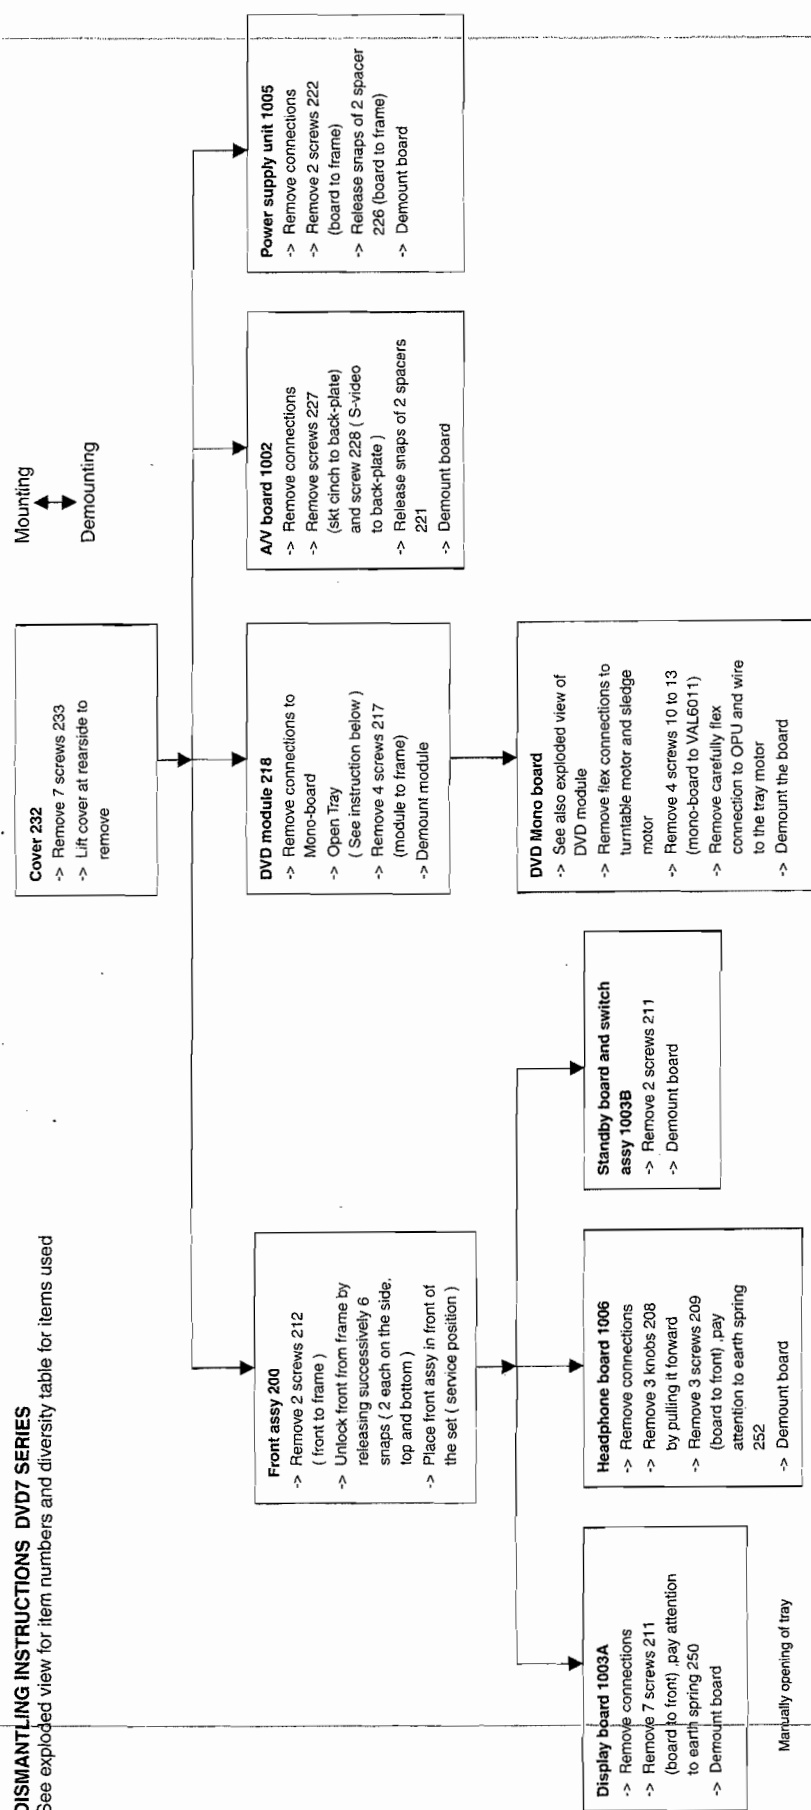 DISMANTLING INSTRUCTIONS DVD7 SERIES
See exploded view for item numbers and diversity table for items used
Mounting
Demounting
Cover 232
-> Remove 7 screws 233
-> Lift cover at rearside to
remove
Front assy 200
-> Remove 2 screws 212
( front to frame )
-> Unlock front from frame by
releasing successively 6
snaps ( 2 each on the side,
top and bottom )
-> Place front assy in front of
the set ( service position )
DVD module 218
-> Remove connections to
Mono-board
-> Open Tray
( See instruction below )
-> Remove 4 screws 217
(module to frame)
-> Demount module
A/V board 1002
-> Remove connections
-> Remove screws 227
(skt cinch to back-plate)
and screw 228 ( S-video
to back-plate )
-> Release snaps of 2 spacers
221
-> Demount board
Power supply unit 1005
-> Remove connections
-> Remove 2 screws 222
(board to frame)
-> Release snaps of 2 spacer
226 (board to frame)
-> Demount board
Display board 1003A
-> Remove connections
-> Remove 7 screws 211
(board to front) ,pay attention
to earth spring 250
-> Demount board
Headphone board 1006
-> Remove connections
-> Remove 3 knobs 208
by pulling it forward
-> Remove 3 screws 209
(board to front) ,pay
attention to earth spring
252
-> Demount board
Standby board and switch
assy 1003B
-> Remove 2 screws 211
-> Demount board
DVD Mono board
-> See also exploded view of
DVD module
-> Remove flex connections to
turntable motor and sledge
motor
-> Remove 4 screws 10 to 13
(mono-board to VAL6011)
-> Remove carefully flex
connection to OPU and wire
to the tray motor
-> Demount the board
Manually opening of tray